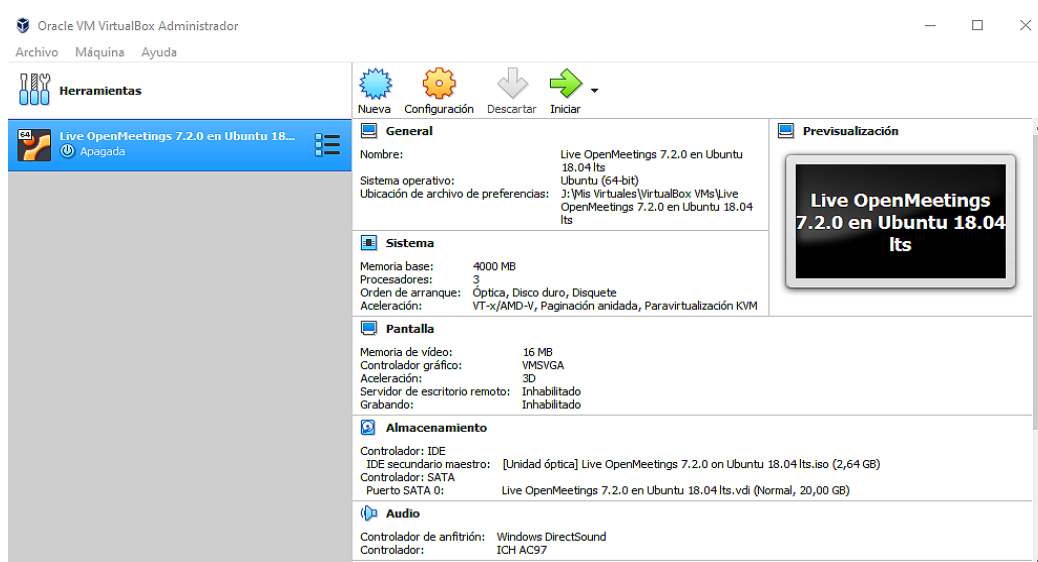 Oracle VM VirtualBox Administrador
Archivo Máquina Ayuda
Herramientas
Nueva Configuración Descartar Iniciar
64 Live OpenMeetings 7.2.0 en Ubuntu 18...
Apagada
General
Nombre: Live OpenMeetings 7.2.0 en Ubuntu
18.04 lts
Sistema operativo: Ubuntu (64-bit)
Ubicación de archivo de preferencias: J:\Mis Virtuales\VirtualBox VMs\Live
OpenMeetings 7.2.0 en Ubuntu 18.04
lts
Previsualización
Live OpenMeetings
7.2.0 en Ubuntu 18.04
lts
Sistema
Memoria base: 4000 MB
Procesadores: 3
Orden de arranque: Óptica, Disco duro, Disquete
Aceleración: VT-x/AMD-V, Paginación anidada, Paravirtualización KVM
Pantalla
Memoria de vídeo: 16 MB
Controlador gráfico: VMSVGA
Aceleración: 3D
Servidor de escritorio remoto: Inhabilitado
Grabando: Inhabilitado
Almacenamiento
Controlador: IDE
IDE secundario maestro: [Unidad óptica] Live OpenMeetings 7.2.0 on Ubuntu 18.04 lts.iso (2,64 GB)
Controlador: SATA
Puerto SATA 0: Live OpenMeetings 7.2.0 en Ubuntu 18.04 lts.vdi (Normal, 20,00 GB)
Audio
Controlador de anfitrión: Windows DirectSound
Controlador: ICH AC97